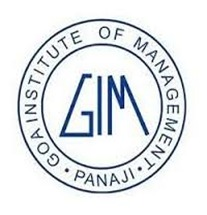 GOA INSTITUTE OF MANAGEMENT
GIM
· PANAJI ·